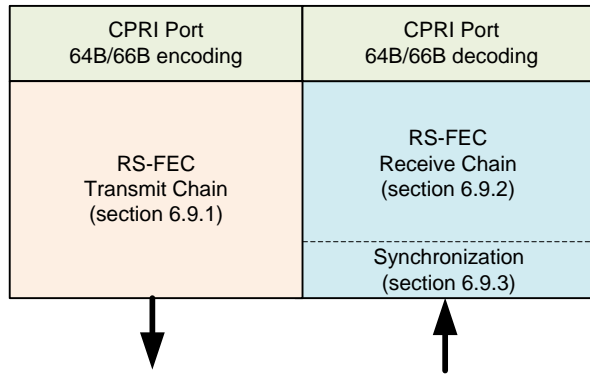 CPRI Port
64B/66B encoding
CPRI Port
64B/66B decoding
RS-FEC
Transmit Chain
(section 6.9.1)
RS-FEC
Receive Chain
(section 6.9.2)
Synchronization
(section 6.9.3)